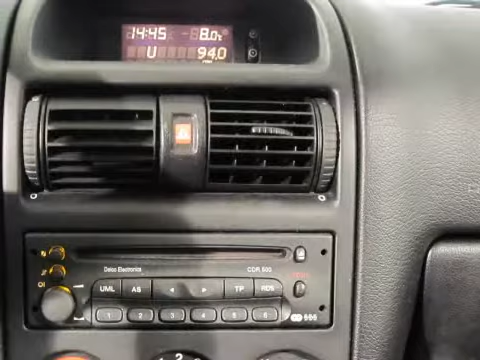 14:45 8.0°
U 94.0
Delco Electronics CDR 500
UML AS TP RDS
1 2 3 4 5 6